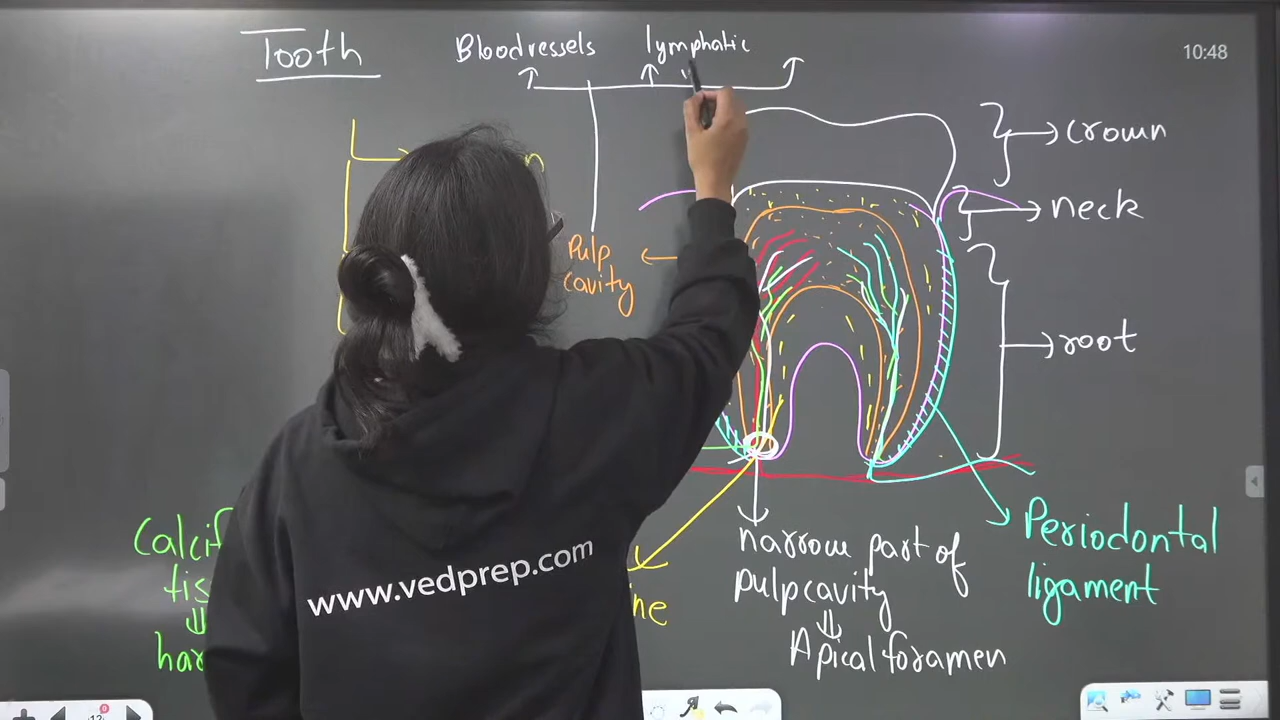 Tooth
Bloodvessels
lymphatic
10:48
crown
neck
Pulp
cavity
root
Calcif
Periodontal
ligament
narrow part of
pulpcavity
Apical foramen
www.vedprep.com